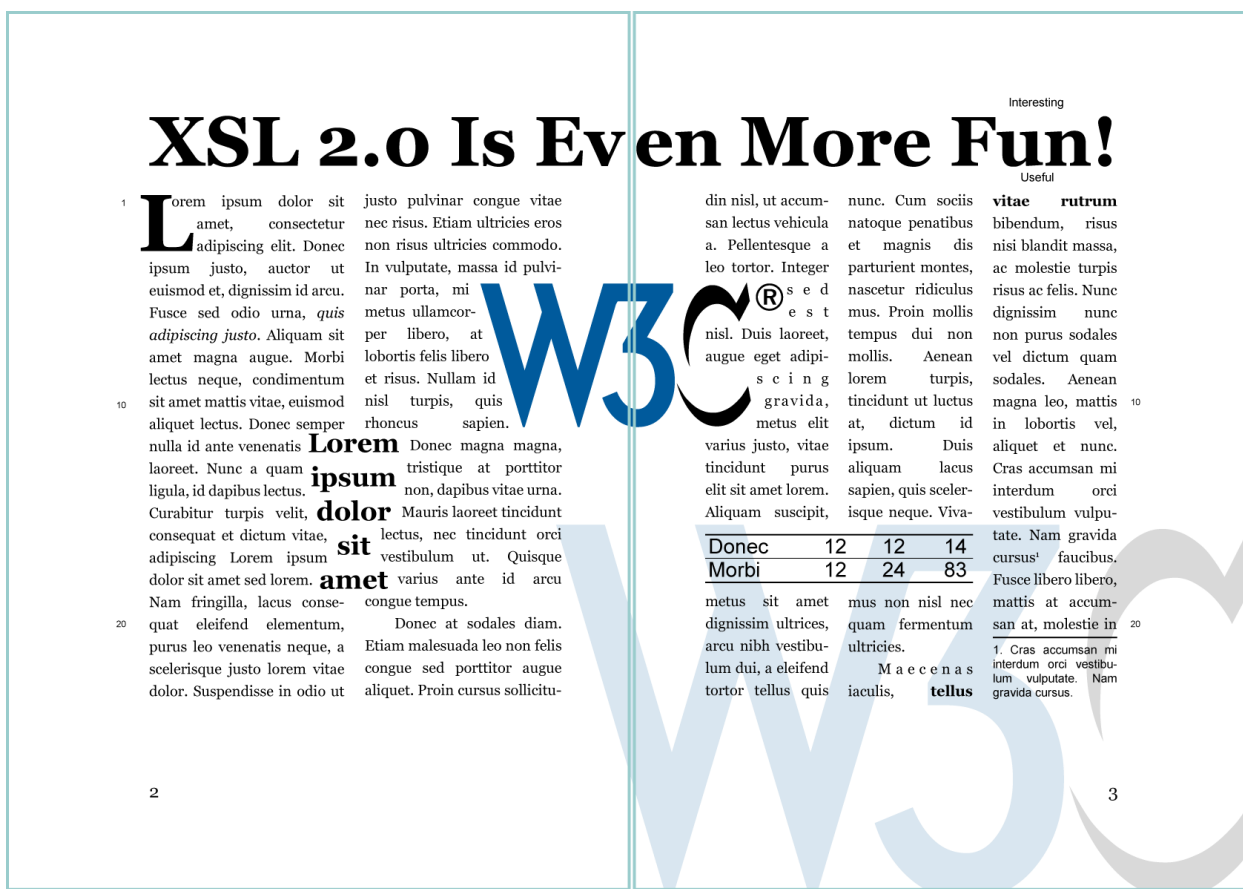 Interesting
XSL 2.0 Is Even More Fun!
Useful
1
Lorem ipsum dolor sit
amet, consectetur
adipiscing elit. Donec
ipsum justo, auctor ut
euismod et, dignissim id arcu.
Fusce sed odio urna, quis
adipiscing justo. Aliquam sit
amet magna augue. Morbi
lectus neque, condimentum
10
sit amet mattis vitae, euismod
aliquet lectus. Donec semper
nulla id ante venenatis
laoreet. Nunc a quam
ligula, id dapibus lectus.
Curabitur turpis velit,
consequat et dictum vitae,
adipiscing Lorem ipsum
dolor sit amet sed lorem.
Nam fringilla, lacus conse-
20
quat eleifend elementum,
purus leo venenatis neque, a
scelerisque justo lorem vitae
dolor. Suspendisse in odio ut
Lorem
ipsum
dolor
sit
amet
justo pulvinar congue vitae
nec risus. Etiam ultricies eros
non risus ultricies commodo.
In vulputate, massa id pulvi-
nar porta, mi
metus ullamcor-
per libero, at
lobortis felis libero
et risus. Nullam id
nisl turpis, quis
rhoncus sapien.
Donec magna magna,
tristique at porttitor
non, dapibus vitae urna.
Mauris laoreet tincidunt
lectus, nec tincidunt orci
vestibulum ut. Quisque
varius ante id arcu
congue tempus.
Donec at sodales diam.
Etiam malesuada leo non felis
congue sed porttitor augue
aliquet. Proin cursus sollicitu-
W3C®
din nisl, ut accum-
san lectus vehicula
a. Pellentesque a
leo tortor. Integer
sed
est
nisl. Duis laoreet,
augue eget adipi-
scing
gravida,
metus elit
varius justo, vitae
tincidunt purus
elit sit amet lorem.
Aliquam suscipit,
nunc. Cum sociis
natoque penatibus
et magnis dis
parturient montes,
nascetur ridiculus
mus. Proin mollis
tempus dui non
mollis. Aenean
lorem turpis,
tincidunt ut luctus
at, dictum id
ipsum. Duis
aliquam lacus
sapien, quis sceler-
isque neque. Viva-
Donec 12 12 14
Morbi 12 24 83
metus sit amet
dignissim ultrices,
arcu nibh vestibu-
lum dui, a eleifend
tortor tellus quis
mus non nisl nec
quam fermentum
ultricies.
Maecenas
iaculis, tellus
vitae rutrum
bibendum, risus
nisi blandit massa,
ac molestie turpis
risus ac felis. Nunc
dignissim nunc
non purus sodales
vel dictum quam
sodales. Aenean
magna leo, mattis
10
in lobortis vel,
aliquet et nunc.
Cras accumsan mi
interdum orci
vestibulum vulpu-
tate. Nam gravida
cursus¹ faucibus.
Fusce libero libero,
mattis at accum-
san at, molestie in
20
1. Cras accumsan mi
interdum orci vestibu-
lum vulputate. Nam
gravida cursus.
W3C
2
3